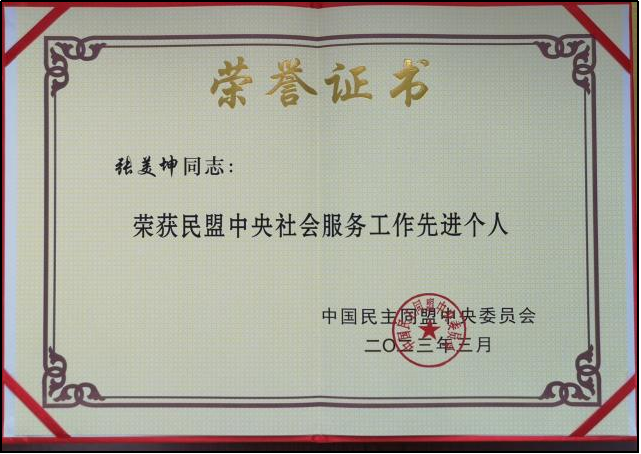 荣誉证书
张美坤同志：
荣获民盟中央社会服务工作先进个人
中国民主同盟中央委员会
二〇二三年三月